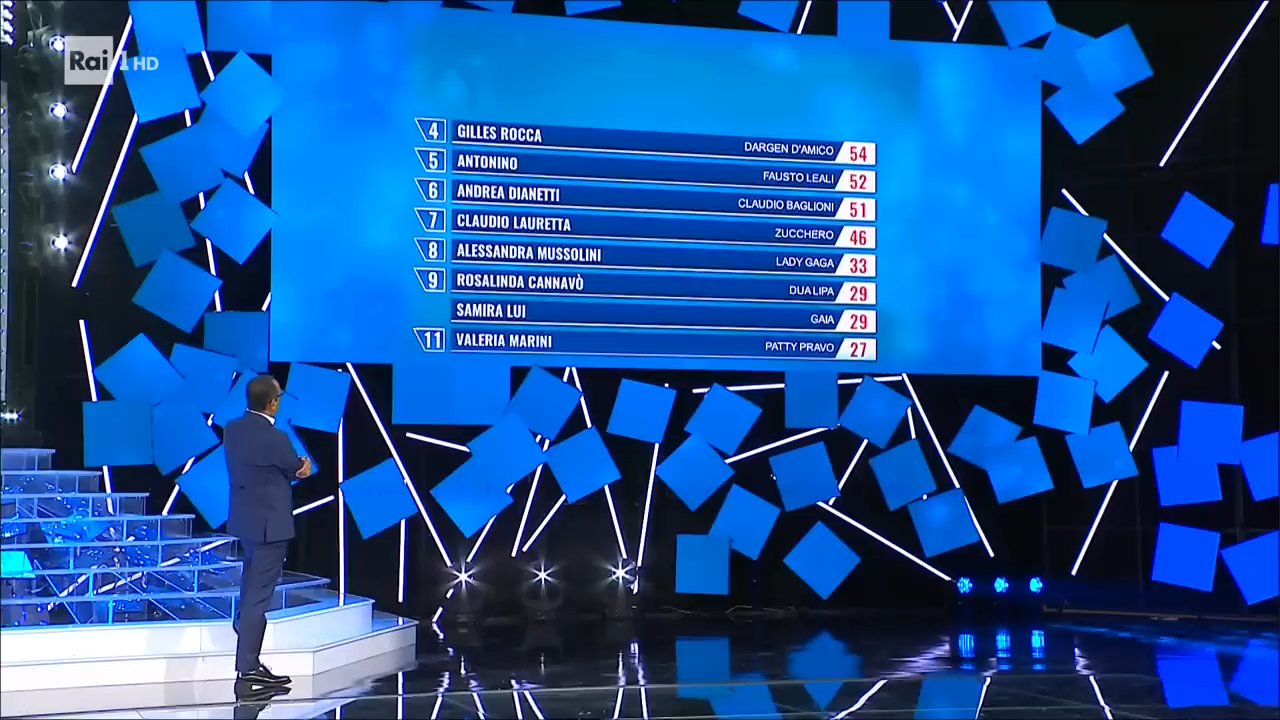 Rai 1 HD
4 GILLES ROCCA DARGEN D'AMICO 54
5 ANTONINO FAUSTO LEALI 52
6 ANDREA DIANETTI CLAUDIO BAGLIONI 51
7 CLAUDIO LAURETTA ZUCCHERO 46
8 ALESSANDRA MUSSOLINI LADY GAGA 33
9 ROSALINDA CANNAVÒ DUA LIPA 29
SAMIRA LUI GAIA 29
11 VALERIA MARINI PATTY PRAVO 27